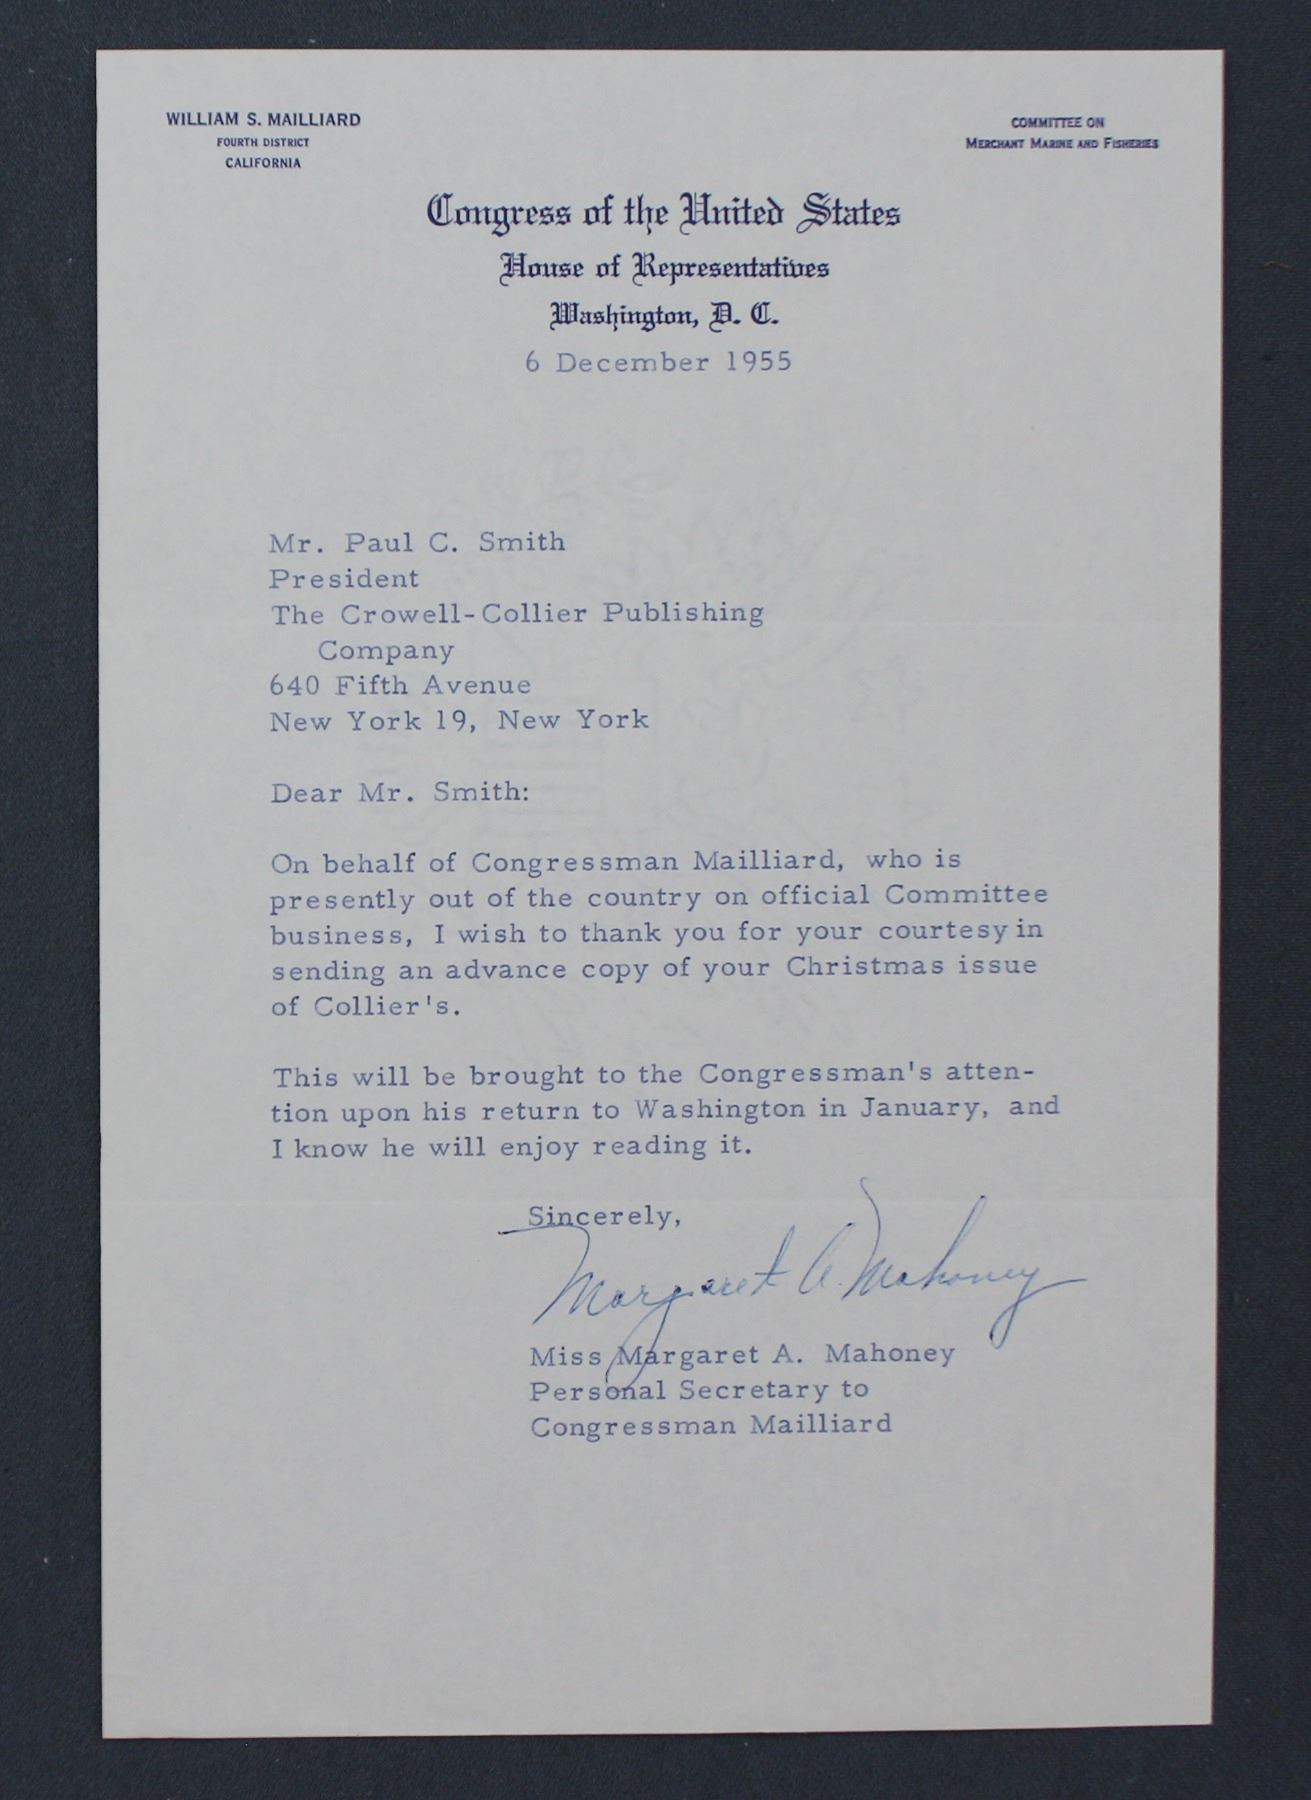 WILLIAM S. MAILLIARD
FOURTH DISTRICT
CALIFORNIA
COMMITTEE ON
MERCHANT MARINE AND FISHERIES
Congress of the United States
House of Representatives
Washington, D. C.
6 December 1955
Mr. Paul C. Smith
President
The Crowell-Collier Publishing
Company
640 Fifth Avenue
New York 19, New York
Dear Mr. Smith:
On behalf of Congressman Mailliard, who is
presently out of the country on official Committee
business, I wish to thank you for your courtesy in
sending an advance copy of your Christmas issue
of Collier's.
This will be brought to the Congressman's atten-
tion upon his return to Washington in January, and
I know he will enjoy reading it.
Sincerely,
Margaret A. Mahoney
Miss Margaret A. Mahoney
Personal Secretary to
Congressman Mailliard